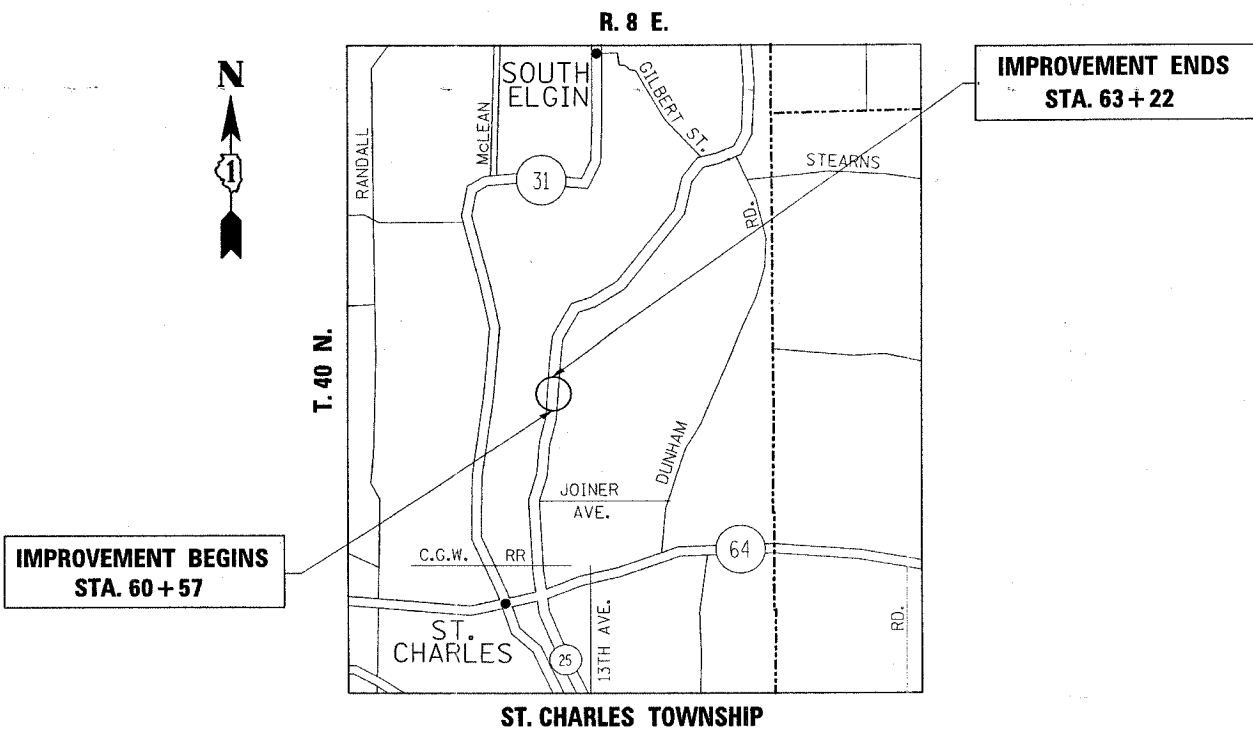 R. 8 E.
N
1
IMPROVEMENT ENDS
STA. 63+22
SOUTH
ELGIN
GILBERT ST.
McLEAN
RANDALL
31
STEARNS
RD.
T. 40 N.
DUNHAM
JOINER
AVE.
IMPROVEMENT BEGINS
STA. 60+57
C.G.W. RR
64
ST.
CHARLES
25
13TH AVE.
RD.
ST. CHARLES TOWNSHIP